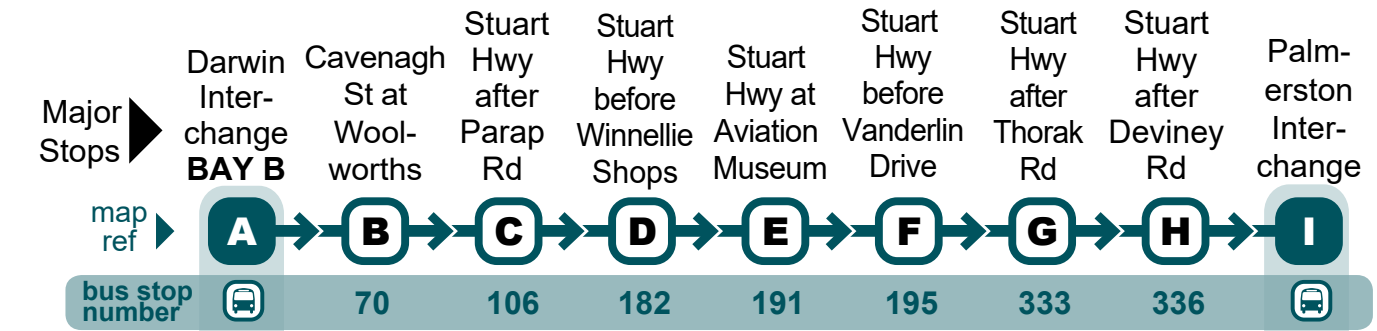 Major
Stops
Darwin
Inter-
change
BAY B
Cavenagh
St at
Wool-
worths
Stuart
Hwy
after
Parap
Rd
Stuart
Hwy
before
Winnellie
Shops
Stuart
Hwy at
Aviation
Museum
Stuart
Hwy
before
Vanderlin
Drive
Stuart
Hwy
after
Thorak
Rd
Stuart
Hwy
after
Deviney
Rd
Palm-
erston
Inter-
change
map
ref
A B C D E F G H I
bus stop
number
70 106 182 191 195 333 336